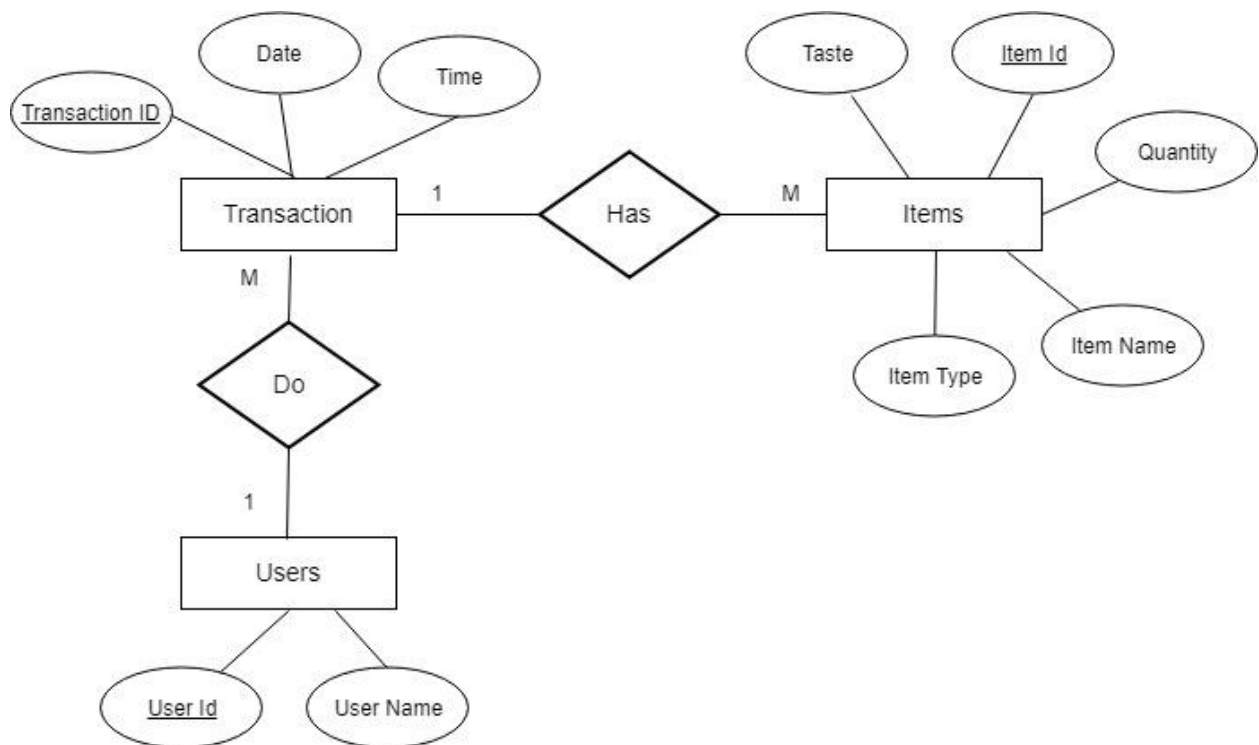 Date
Time
Transaction ID
Taste
Item Id
Quantity
Transaction
1
Has
M
Items
M
Item Name
Item Type
Do
1
Users
User Id
User Name